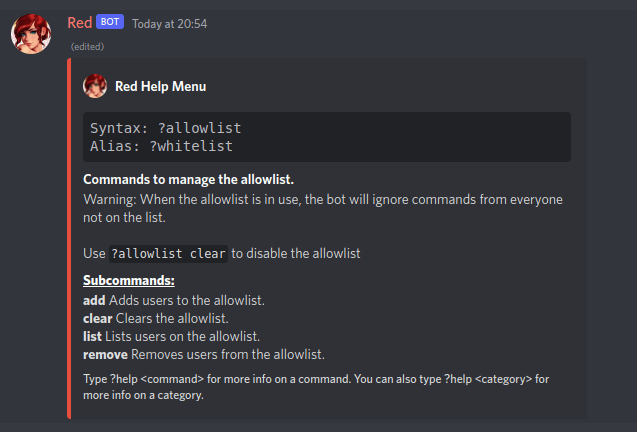 Red BOT Today at 20:54
(edited)
Red Help Menu
Syntax: ?allowlist
Alias: ?whitelist
Commands to manage the allowlist.
Warning: When the allowlist is in use, the bot will ignore commands from everyone
not on the list.
Use ?allowlist clear to disable the allowlist
Subcommands:
add Adds users to the allowlist.
clear Clears the allowlist.
list Lists users on the allowlist.
remove Removes users from the allowlist.
Type ?help <command> for more info on a command. You can also type ?help <category> for
more info on a category.